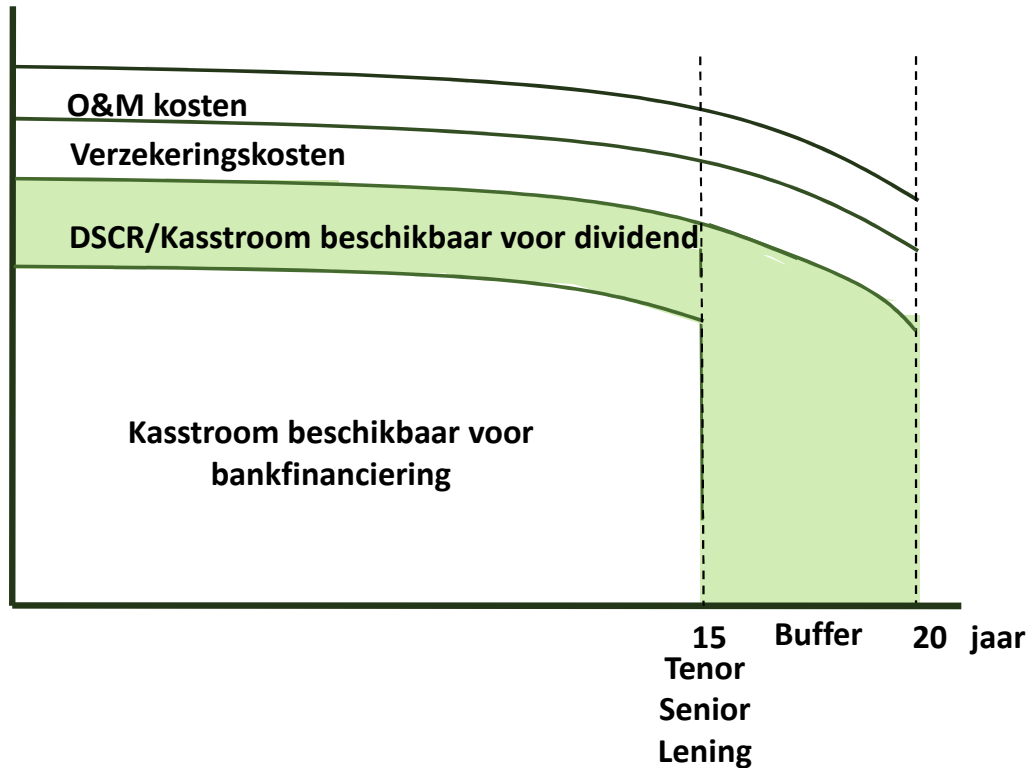 O&M kosten
Verzekeringskosten
DSCR/Kasstroom beschikbaar voor dividend
Kasstroom beschikbaar voor
bankfinanciering
15 Buffer 20 jaar
Tenor
Senior
Lening